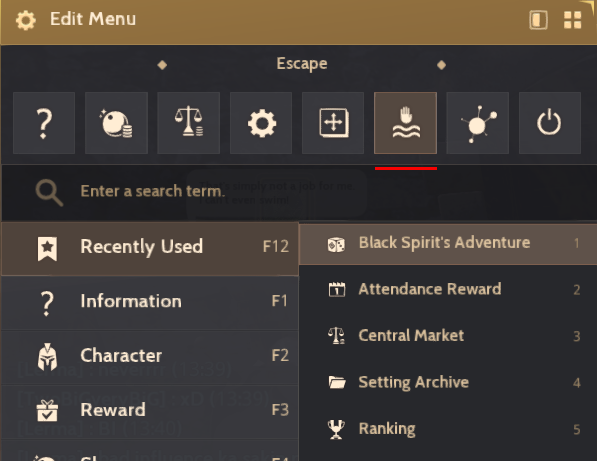 Edit Menu
Escape
Enter a search term.
Recently Used F12
Black Spirit's Adventure 1
Information F1
Attendance Reward 2
Character F2
Central Market 3
Setting Archive 4
Reward F3
Ranking 5